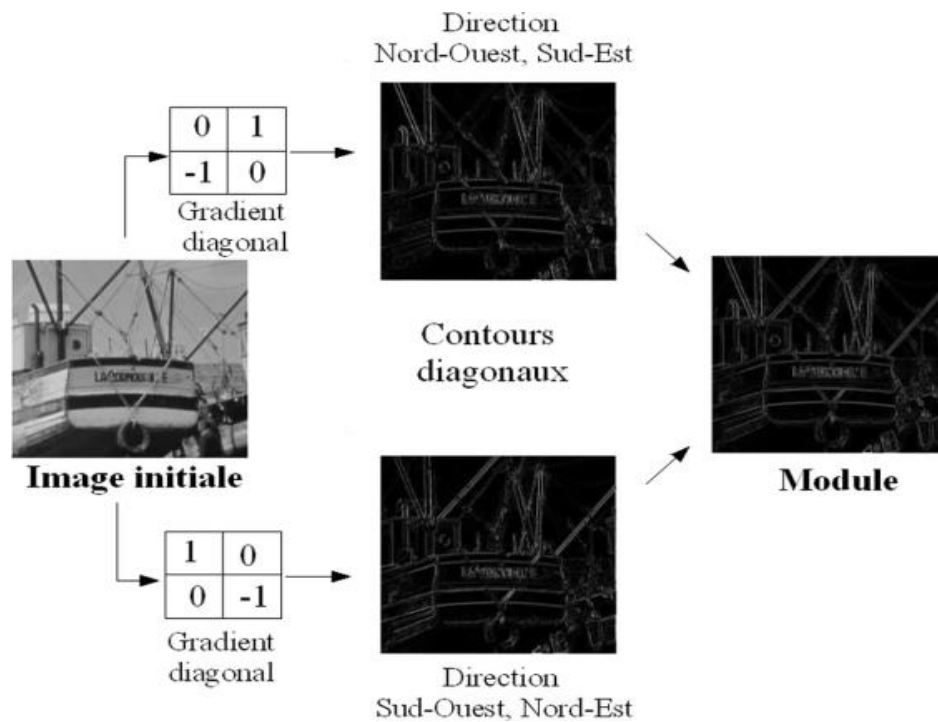 Direction
Nord-Ouest, Sud-Est
0 1
-1 0
Gradient
diagonal
Contours
diagonaux
Image initiale
Module
1 0
0 -1
Gradient
diagonal
Direction
Sud-Ouest, Nord-Est